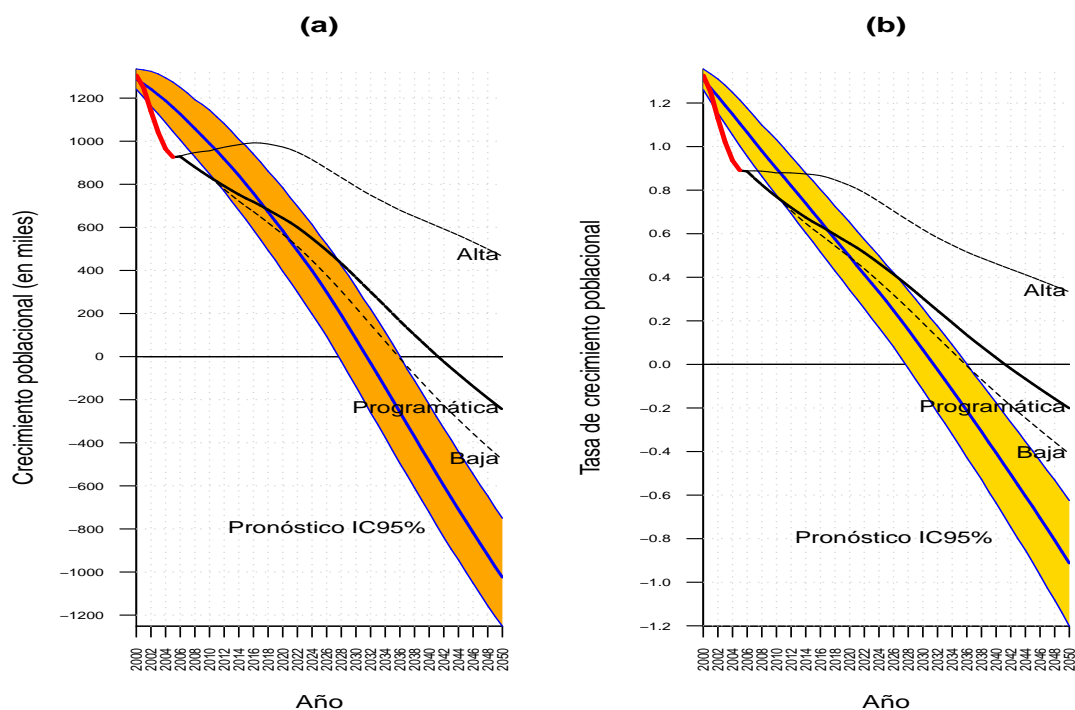 (a)
Crecimiento poblacional (en miles)
1200
1000
800
600
400
200
0
−200
−400
−600
−800
−1000
−1200
Alta
Programática
Baja
Pronóstico IC95%
2000 2002 2004 2006 2008 2010 2012 2014 2016 2018 2020 2022 2024 2026 2028 2030 2032 2034 2036 2038 2040 2042 2044 2046 2048 2050
Año
(b)
Tasa de crecimiento poblacional
1.2
1.0
0.8
0.6
0.4
0.2
0.0
−0.2
−0.4
−0.6
−0.8
−1.0
−1.2
Alta
Programática
Baja
Pronóstico IC95%
2000 2002 2004 2006 2008 2010 2012 2014 2016 2018 2020 2022 2024 2026 2028 2030 2032 2034 2036 2038 2040 2042 2044 2046 2048 2050
Año